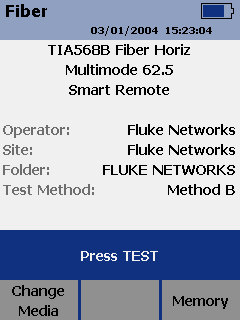 Fiber
03/01/2004 15:23:04
TIA568B Fiber Horiz
Multimode 62.5
Smart Remote
Operator: Fluke Networks
Site: Fluke Networks
Folder: FLUKE NETWORKS
Test Method: Method B
Press TEST
Change Media
Memory